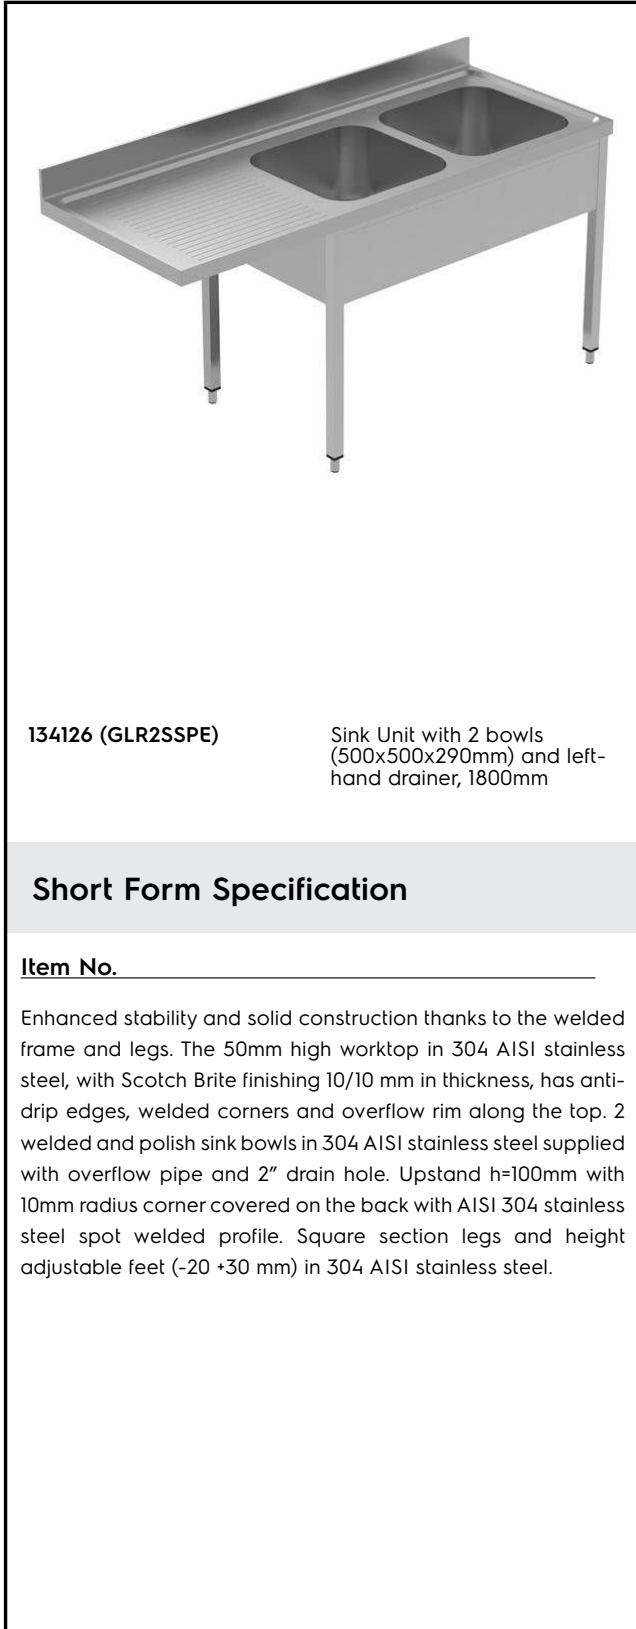 134126 (GLR2SSPE)
Sink Unit with 2 bowls
(500x500x290mm) and left-
hand drainer, 1800mm
Short Form Specification
Item No.
Enhanced stability and solid construction thanks to the welded
frame and legs. The 50mm high worktop in 304 AISI stainless
steel, with Scotch Brite finishing 10/10 mm in thickness, has anti-
drip edges, welded corners and overflow rim along the top. 2
welded and polish sink bowls in 304 AISI stainless steel supplied
with overflow pipe and 2” drain hole. Upstand h=100mm with
10mm radius corner covered on the back with AISI 304 stainless
steel spot welded profile. Square section legs and height
adjustable feet (-20 +30 mm) in 304 AISI stainless steel.